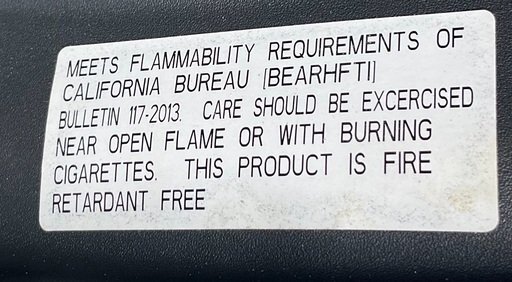 MEETS FLAMMABILITY REQUIREMENTS OF
CALIFORNIA BUREAU [BEARHFTI]
BULLETIN 117-2013. CARE SHOULD BE EXCERCISED
NEAR OPEN FLAME OR WITH BURNING
CIGARETTES. THIS PRODUCT IS FIRE
RETARDANT FREE